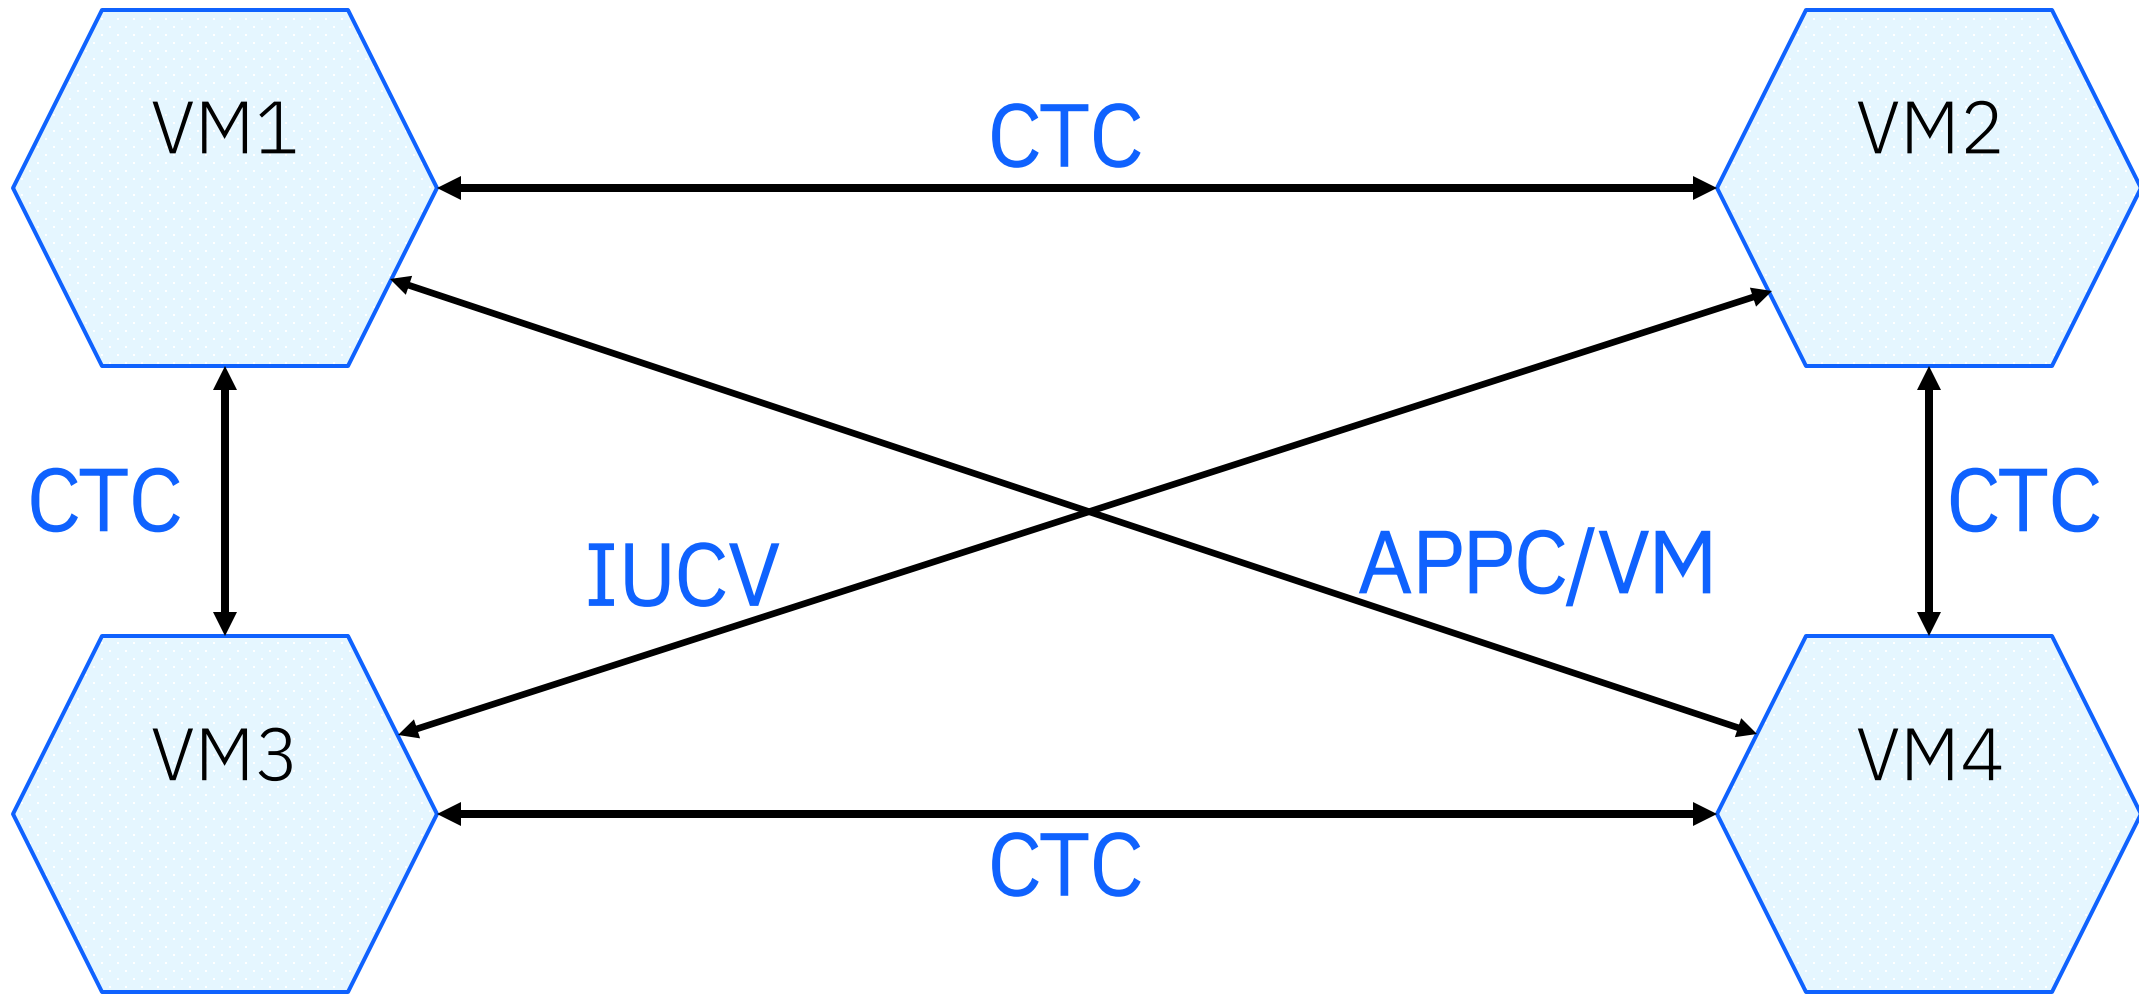 VM1
CTC
VM2
CTC
CTC
IUCV
APPC/VM
VM3
VM4
CTC